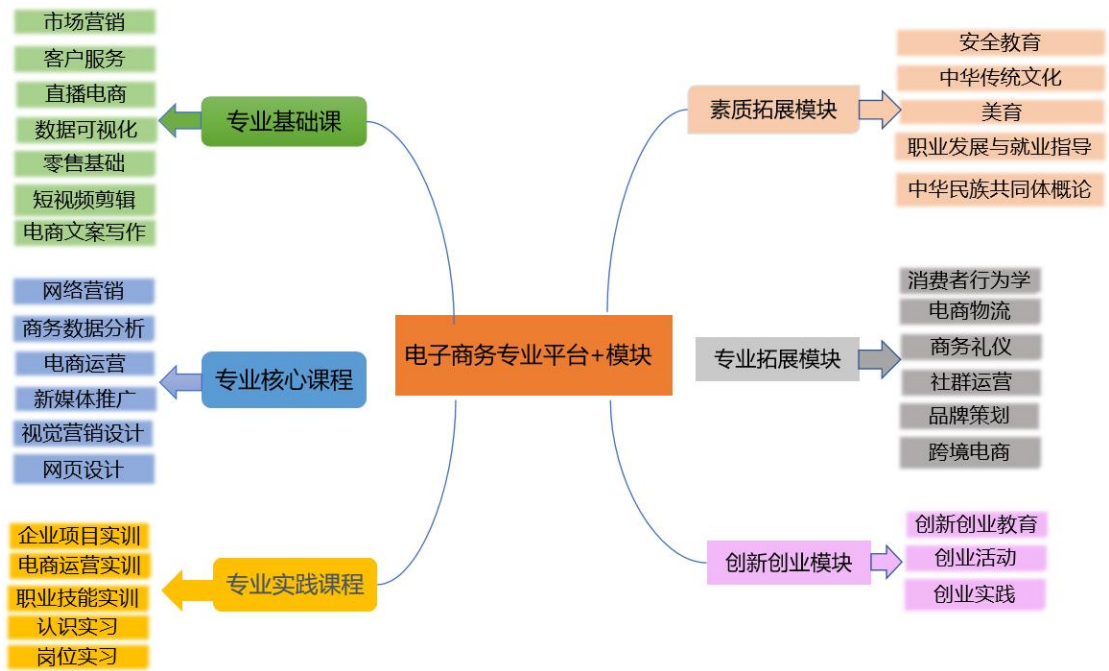 市场营销
客户服务
直播电商
数据可视化
零售基础
短视频剪辑
电商文案写作
专业基础课
网络营销
商务数据分析
电商运营
新媒体推广
视觉营销设计
网页设计
专业核心课程
企业项目实训
电商运营实训
职业技能实训
认识实习
岗位实习
专业实践课程
电子商务专业平台+模块
素质拓展模块
安全教育
中华传统文化
美育
职业发展与就业指导
中华民族共同体概论
专业拓展模块
消费者行为学
电商物流
商务礼仪
社群运营
品牌策划
跨境电商
创新创业模块
创新创业教育
创业活动
创业实践